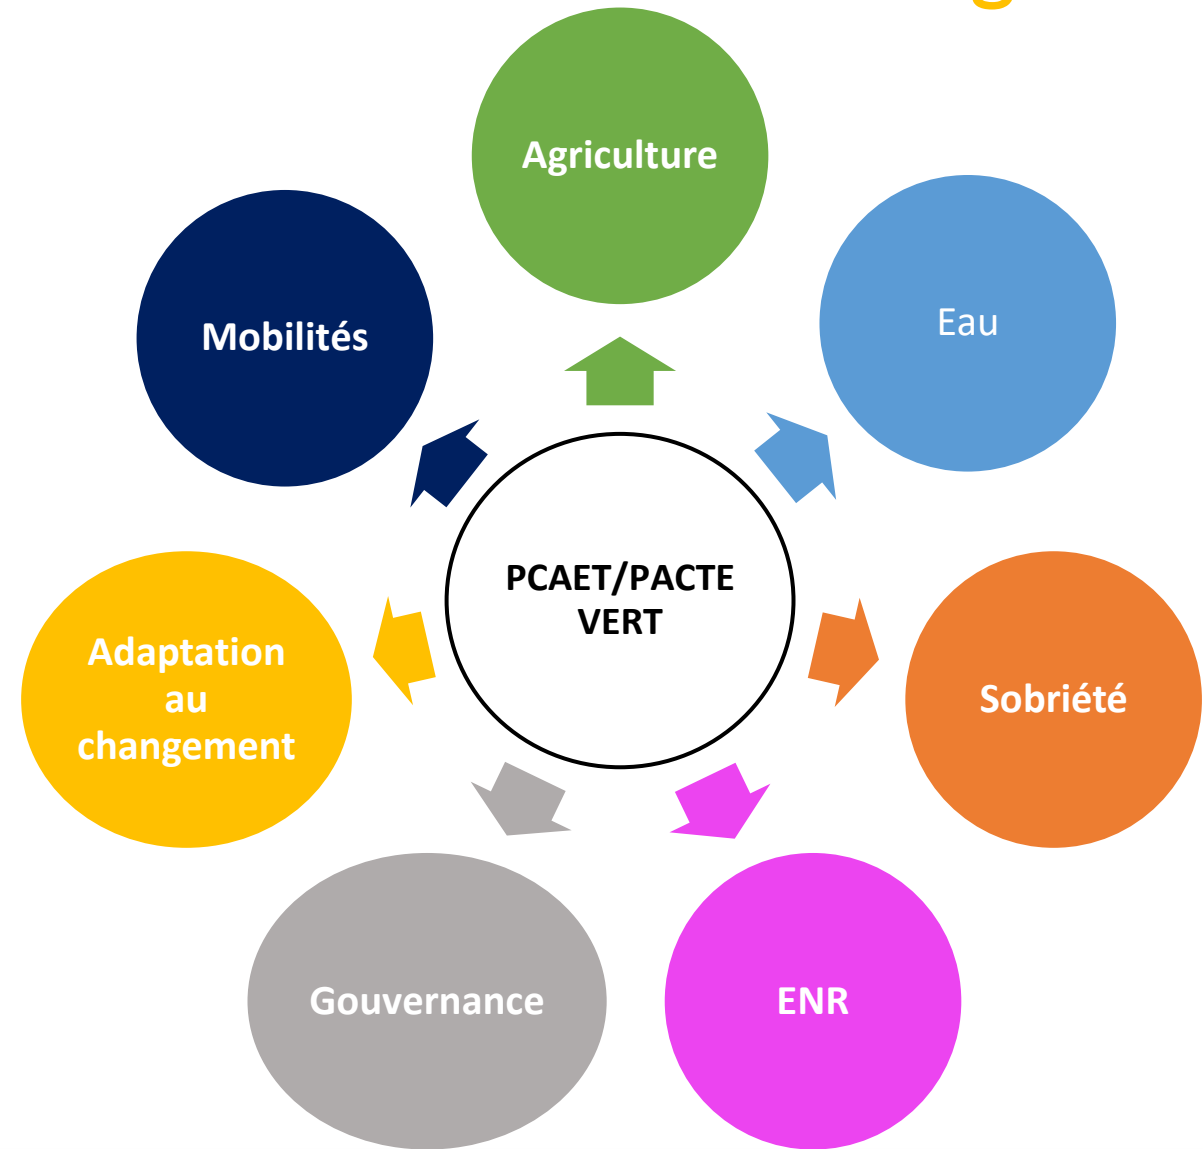 Agriculture
Eau
Mobilités
PCAET/PACTE
VERT
Adaptation
au
changement
Sobriété
Gouvernance
ENR